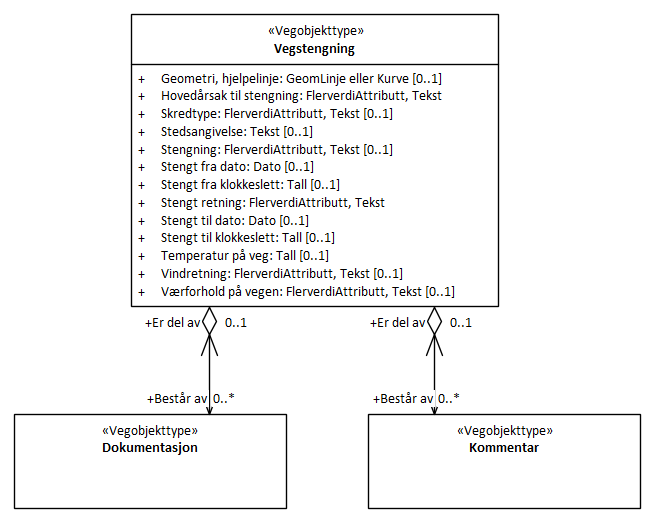 «Vegobjekttype»
Vegstengning
+ Geometri, hjelpelinje: GeomLinje eller Kurve [0..1]
+ Hovedårsak til stengning: FlerverdiAttributt, Tekst
+ Skredtype: FlerverdiAttributt, Tekst [0..1]
+ Stedsangivelse: Tekst [0..1]
+ Stengning: FlerverdiAttributt, Tekst [0..1]
+ Stengt fra dato: Dato [0..1]
+ Stengt fra klokkeslett: Tall [0..1]
+ Stengt retning: FlerverdiAttributt, Tekst
+ Stengt til dato: Dato [0..1]
+ Stengt til klokkeslett: Tall [0..1]
+ Temperatur på veg: Tall [0..1]
+ Vindretning: FlerverdiAttributt, Tekst [0..1]
+ Værforhold på vegen: FlerverdiAttributt, Tekst [0..1]
+Er del av 0..1 +Er del av 0..1
+Består av 0..* +Består av 0..*
«Vegobjekttype» «Vegobjekttype»
Dokumentasjon Kommentar